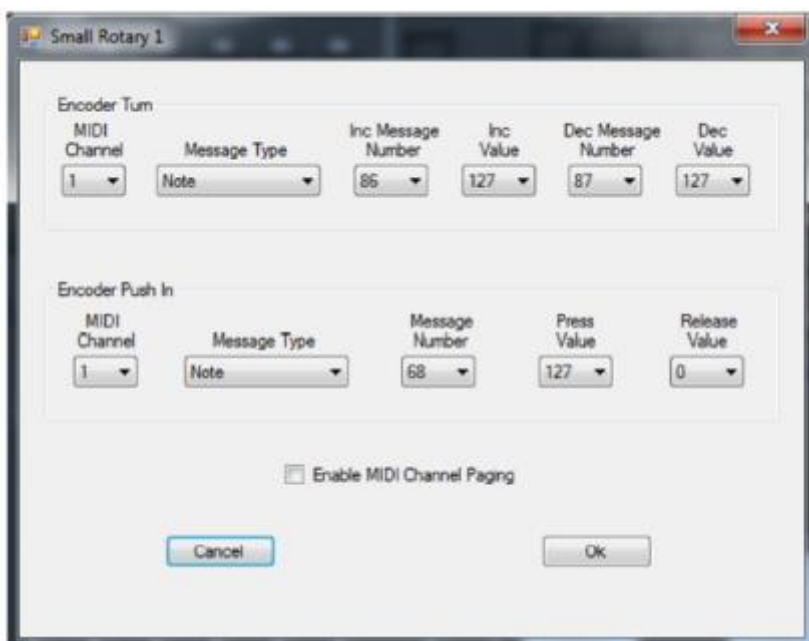 Small Rotary 1
Encoder Turn
MIDI Channel
Message Type
Inc Message Number
Inc Value
Dec Message Number
Dec Value
1
Note
86
127
87
127
Encoder Push In
MIDI Channel
Message Type
Message Number
Press Value
Release Value
1
Note
68
127
0
Enable MIDI Channel Paging
Cancel
Ok